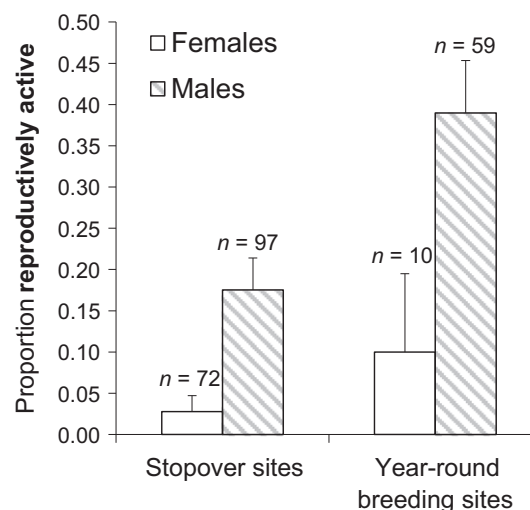 Proportion reproductively active
0.50
0.45
0.40
0.35
0.30
0.25
0.20
0.15
0.10
0.05
0.00
Females
Males
n = 72
n = 97
n = 10
n = 59
Stopover sites
Year-round
breeding sites